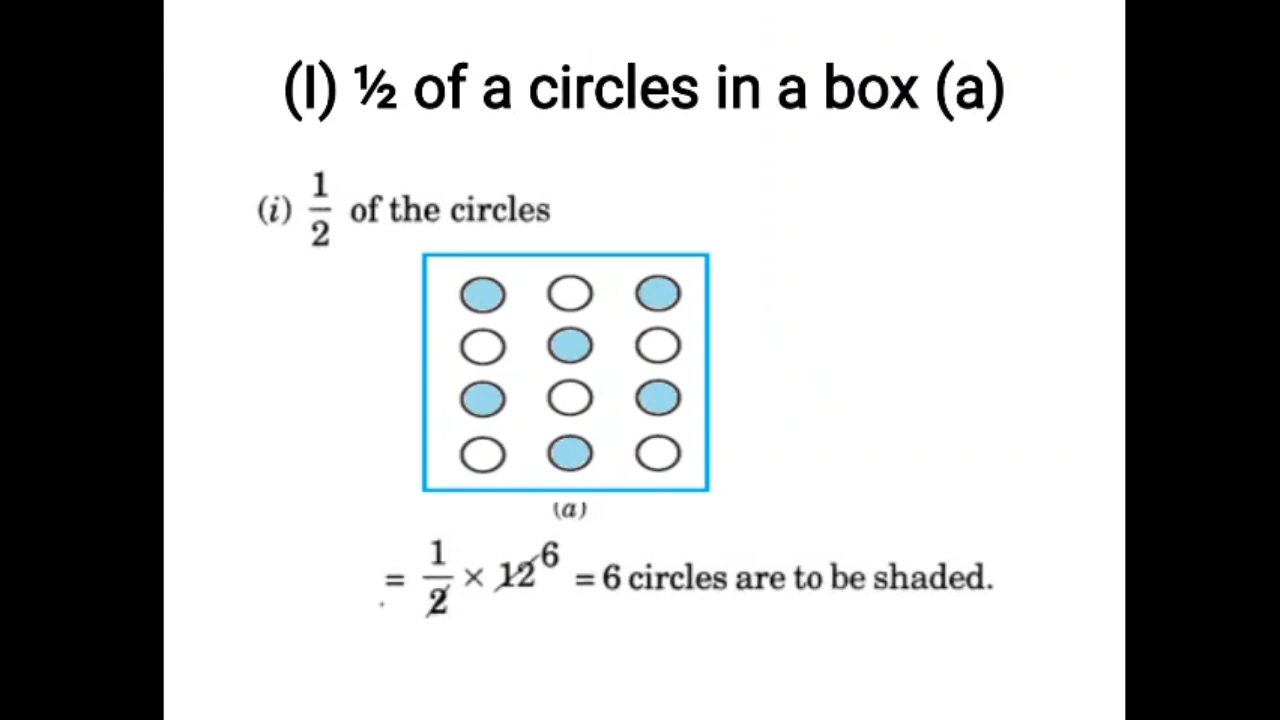 (I) ½ of a circles in a box (a)
(i) 1/2 of the circles
(a)
= 1/2 × 12 6 = 6 circles are to be shaded.